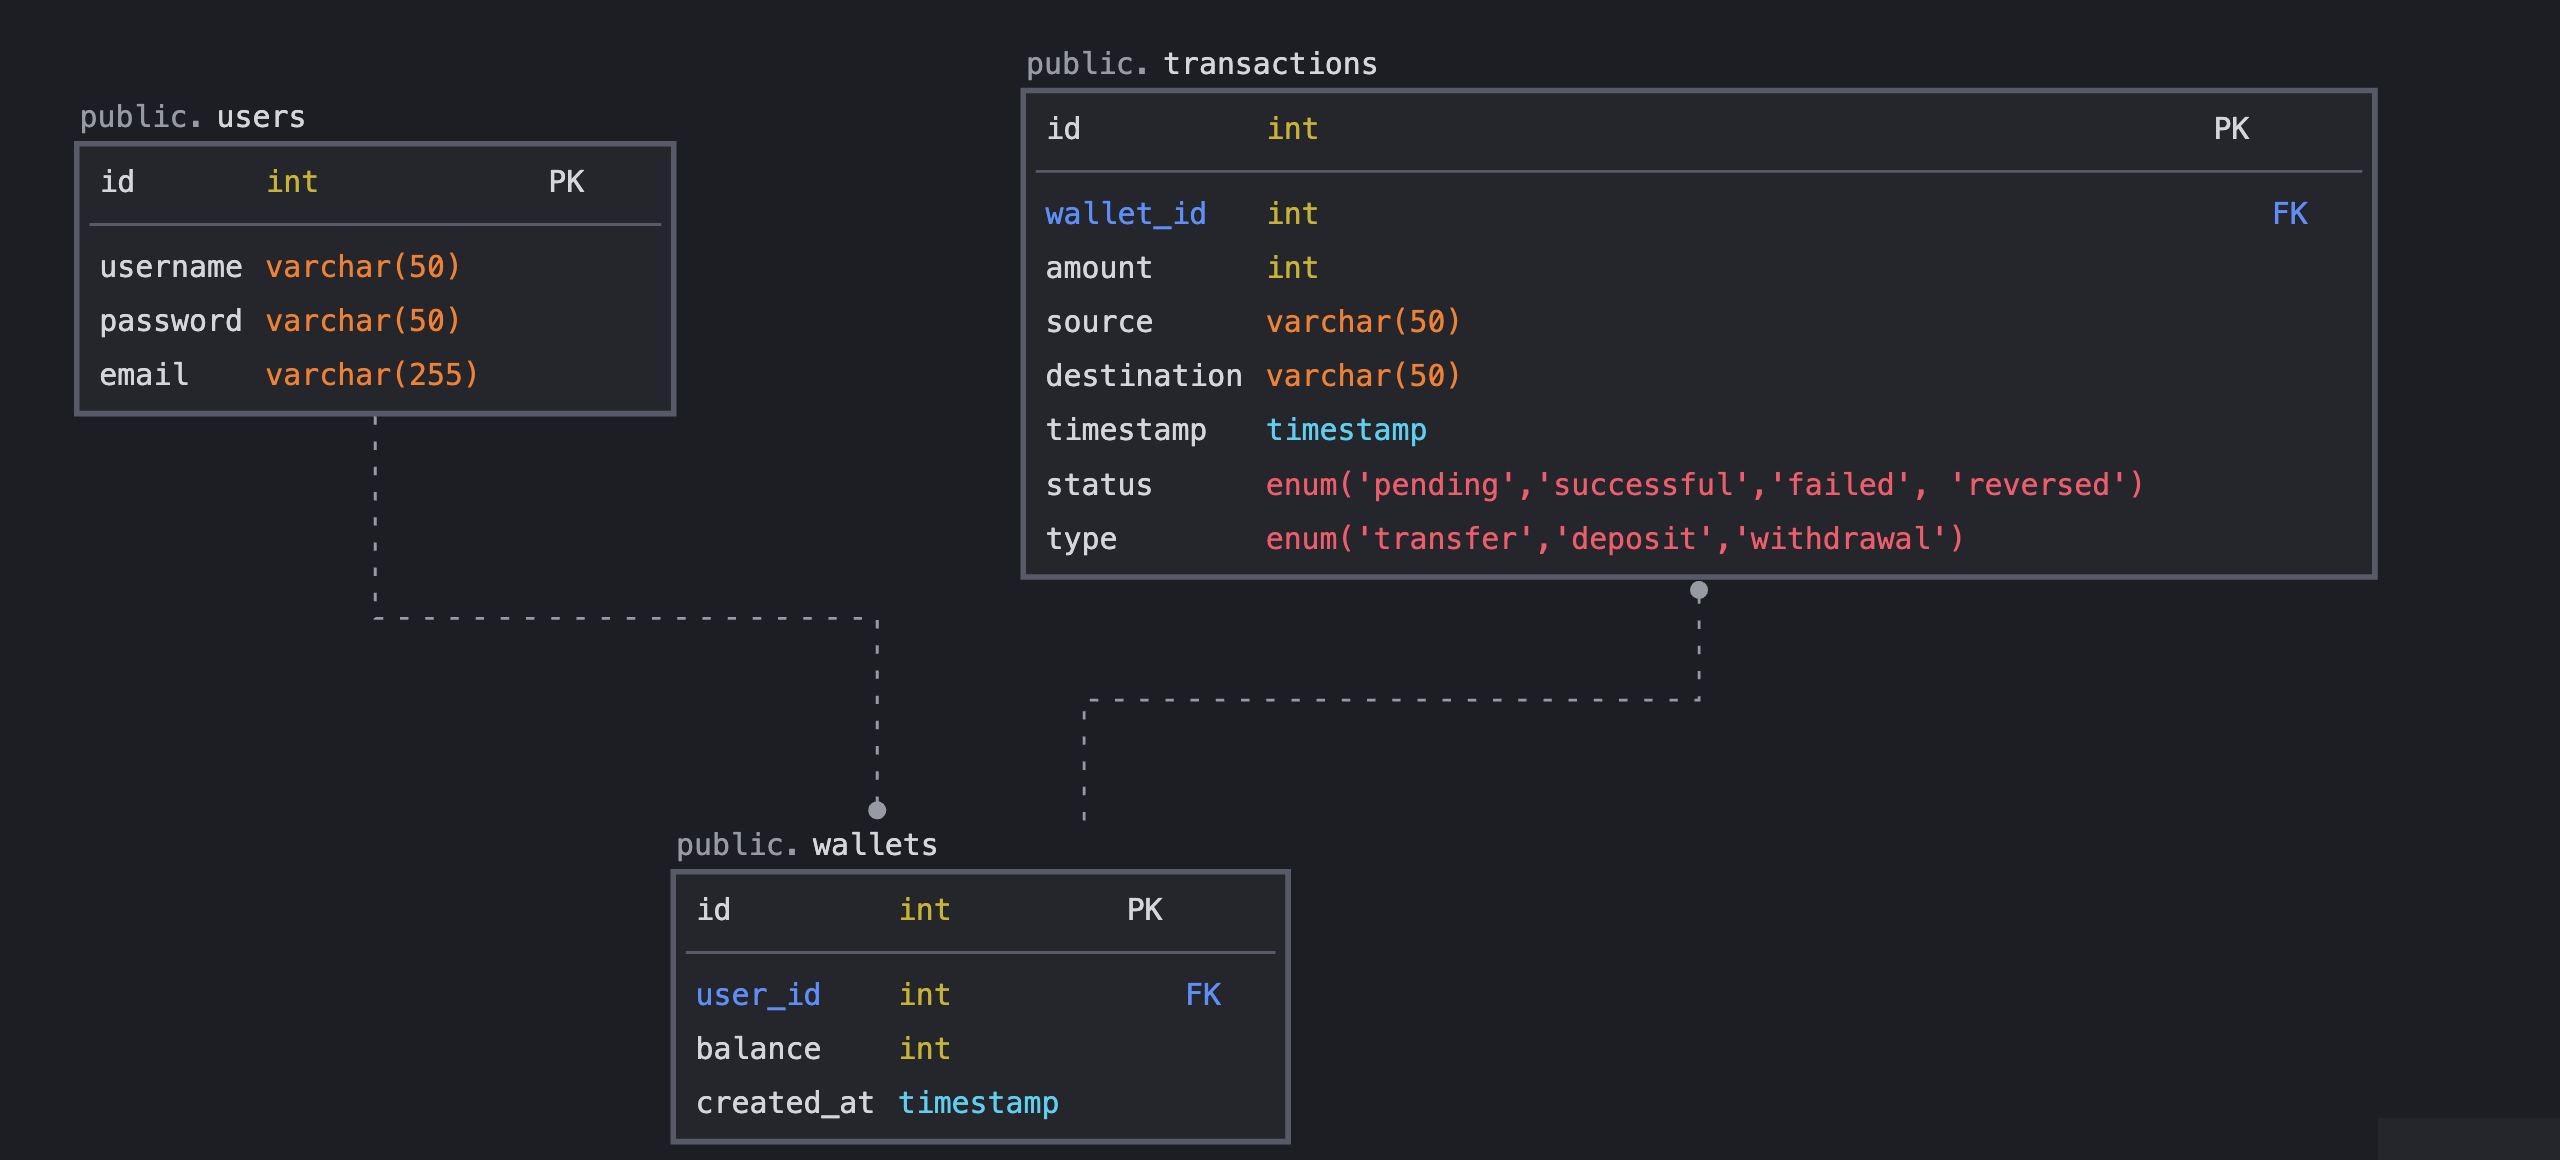 public. users
id int PK
username varchar(50)
password varchar(50)
email varchar(255)
public. transactions
id int PK
wallet_id int FK
amount int
source varchar(50)
destination varchar(50)
timestamp timestamp
status enum('pending','successful','failed', 'reversed')
type enum('transfer','deposit','withdrawal')
public. wallets
id int PK
user_id int FK
balance int
created_at timestamp